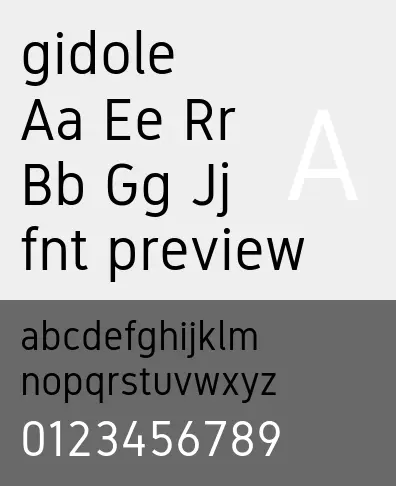 gidole
Aa Ee Rr
A
Bb Gg Jj
fnt preview
abcdefghijklm
nopqrstuvwxyz
0123456789